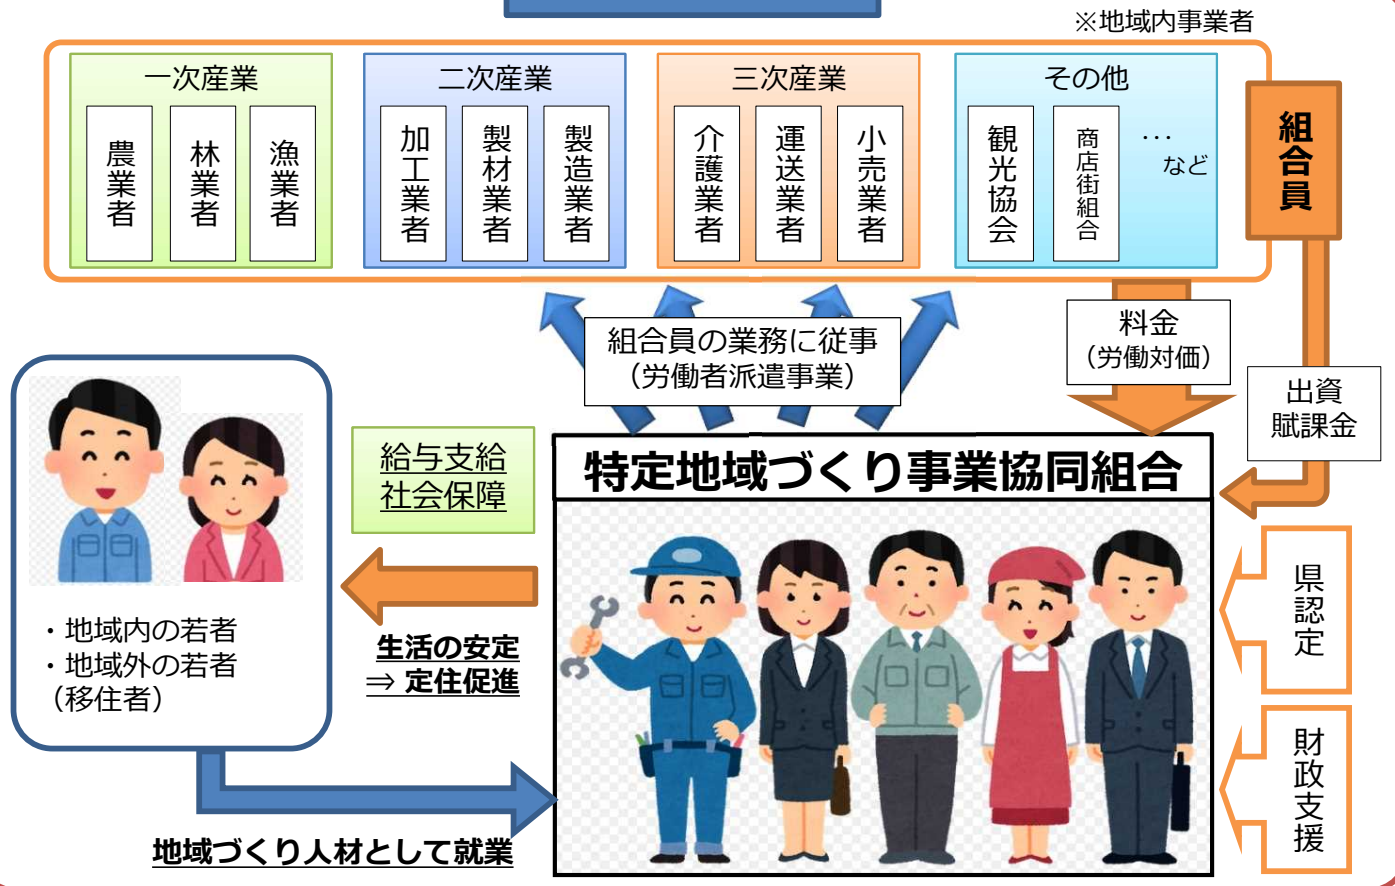 ※地域内事業者
一次産業
農業者
林業者
漁業者
二次産業
加工業者
製材業者
製造業者
三次産業
介護業者
運送業者
小売業者
その他
観光協会
商店街組合
…
など
組合員
組合員の業務に従事
（労働者派遣事業）
料金
（労働対価）
出資
賦課金
給与支給
社会保障
特定地域づくり事業協同組合
・地域内の若者
・地域外の若者
（移住者）
生活の安定
⇒ 定住促進
県認定
財政支援
地域づくり人材として就業